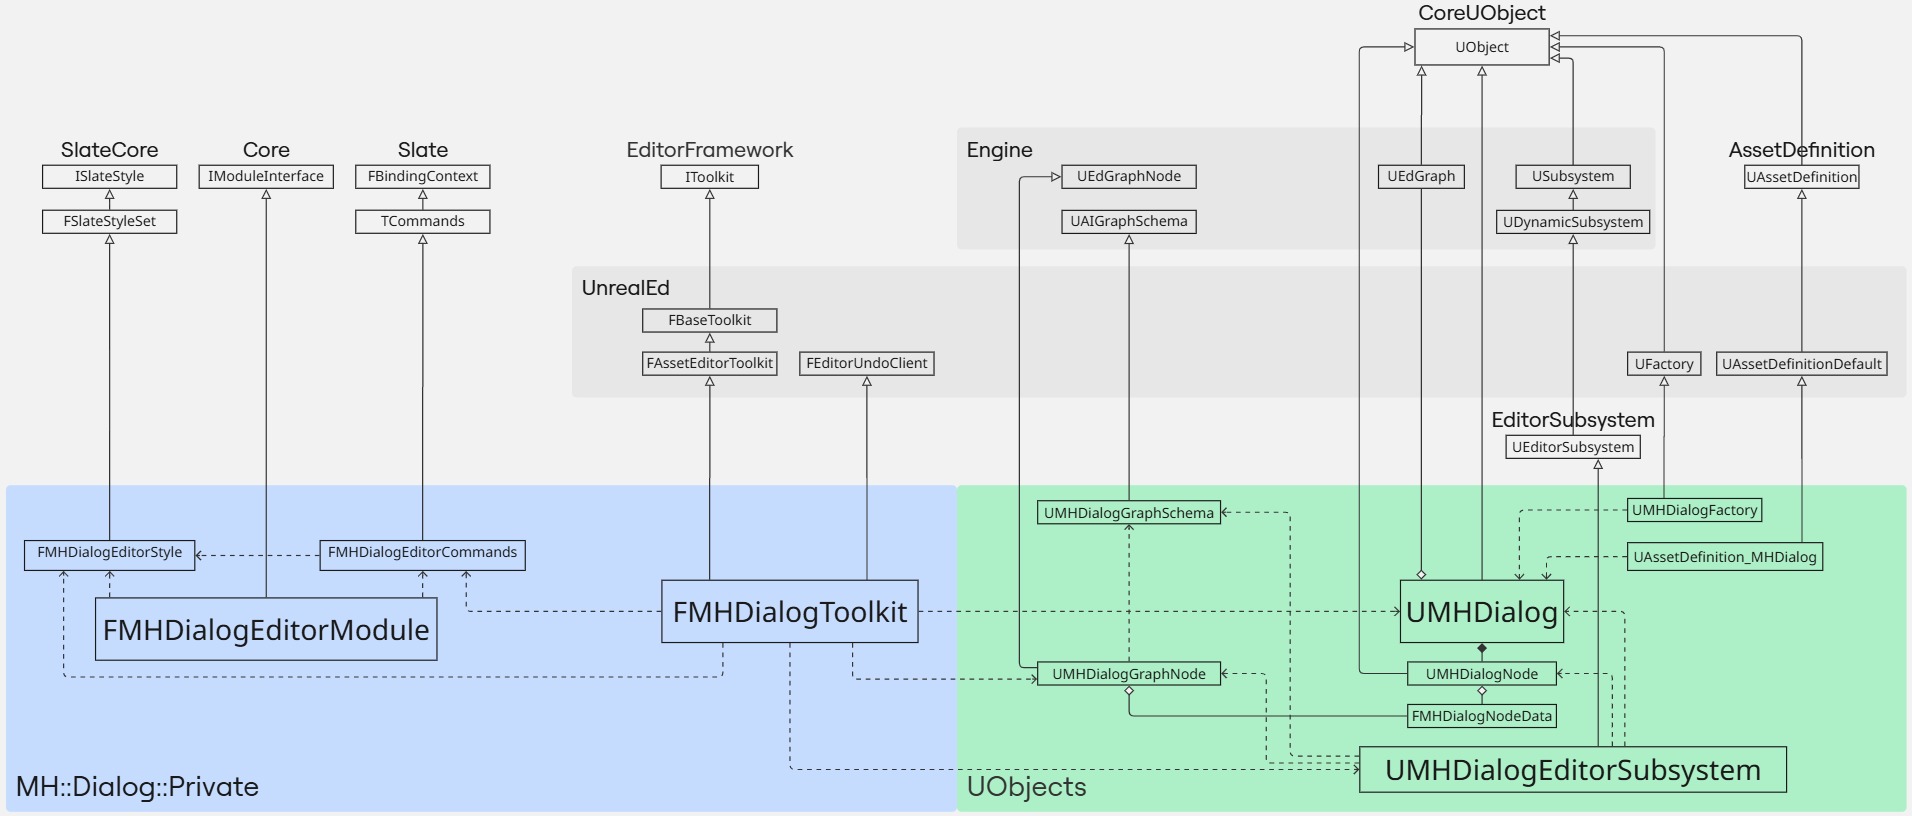 CoreUObject
UObject
SlateCore
Core
Slate
EditorFramework
Engine
AssetDefinition
ISlateStyle
IModuleInterface
FBindingContext
IToolkit
UEdGraphNode
UEdGraph
USubsystem
UAssetDefinition
FSlateStyleSet
TCommands
UAIGraphSchema
UDynamicSubsystem
UnrealEd
FBaseToolkit
FAssetEditorToolkit
FEditorUndoClient
UFactory
UAssetDefinitionDefault
EditorSubsystem
UEditorSubsystem
UMHDialogGraphSchema
UMHDialogFactory
FMHDialogEditorStyle
FMHDialogEditorCommands
UAssetDefinition_MHDialog
FMHDialogEditorModule
FMHDialogToolkit
UMHDialog
UMHDialogGraphNode
UMHDialogNode
FMHDialogNodeData
UMHDialogEditorSubsystem
MH::Dialog::Private
UObjects